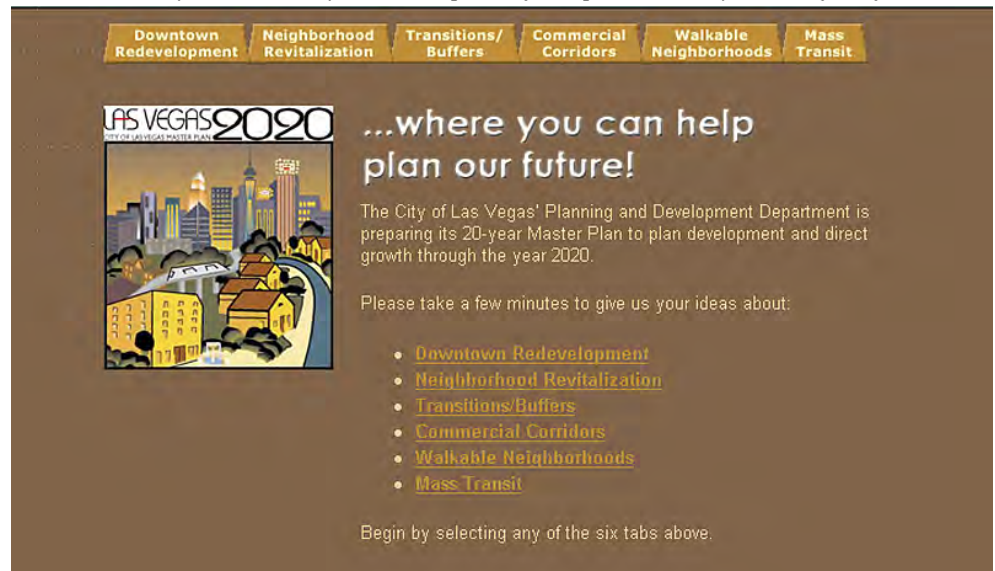 Downtown Redevelopment
Neighborhood Revitalization
Transitions/ Buffers
Commercial Corridors
Walkable Neighborhoods
Mass Transit
LAS VEGAS 2020
CITY OF LAS VEGAS MASTER PLAN
...where you can help
plan our future!
The City of Las Vegas' Planning and Development Department is
preparing its 20-year Master Plan to plan development and direct
growth through the year 2020.
Please take a few minutes to give us your ideas about:
• Downtown Redevelopment
• Neighborhood Revitalization
• Transitions/Buffers
• Commercial Corridors
• Walkable Neighborhoods
• Mass Transit
Begin by selecting any of the six tabs above.